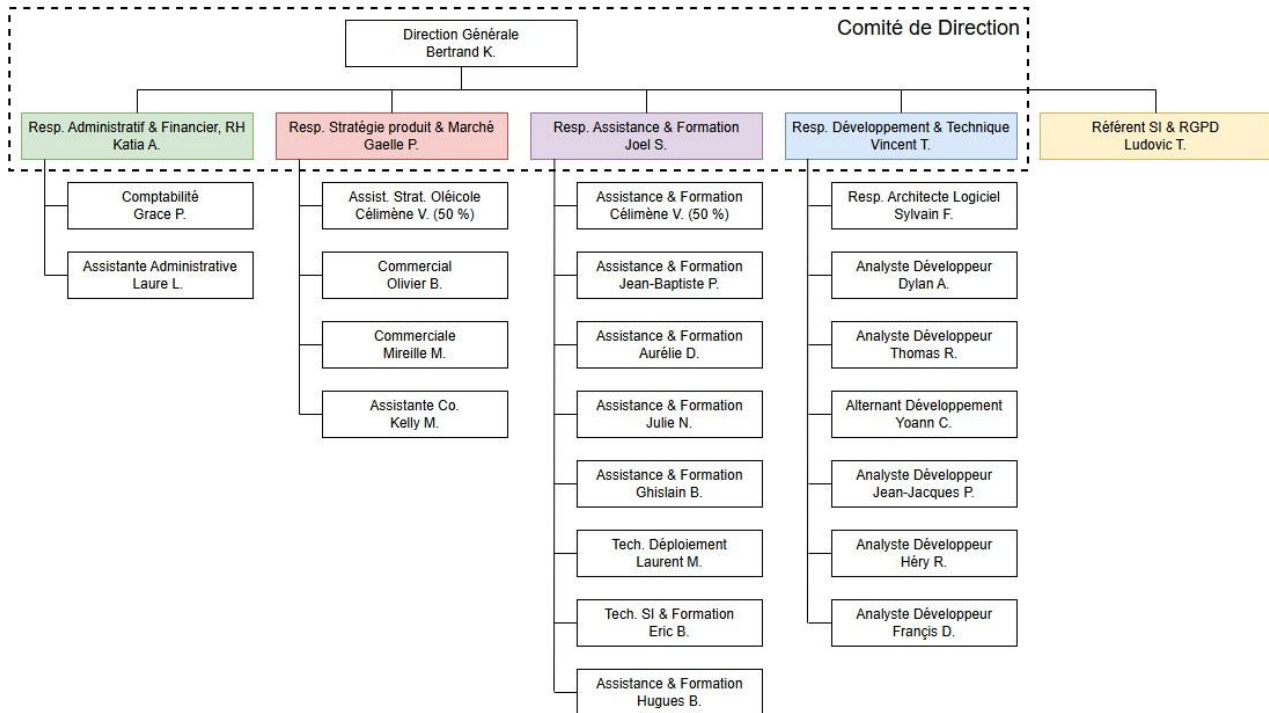 Comité de Direction
Direction Générale
Bertrand K.
Resp. Administratif & Financier, RH
Katia A.
Resp. Stratégie produit & Marché
Gaelle P.
Resp. Assistance & Formation
Joel S.
Resp. Développement & Technique
Vincent T.
Référent SI & RGPD
Ludovic T.
Comptabilité
Grace P.
Assistante Administrative
Laure L.
Assist. Strat. Oléicole
Célimène V. (50 %)
Commercial
Olivier B.
Commerciale
Mireille M.
Assistante Co.
Kelly M.
Assistance & Formation
Célimène V. (50 %)
Assistance & Formation
Jean-Baptiste P.
Assistance & Formation
Aurélie D.
Assistance & Formation
Julie N.
Assistance & Formation
Ghislain B.
Tech. Déploiement
Laurent M.
Tech. SI & Formation
Eric B.
Assistance & Formation
Hugues B.
Resp. Architecte Logiciel
Sylvain F.
Analyste Développeur
Dylan A.
Analyste Développeur
Thomas R.
Alternant Développement
Yoann C.
Analyste Développeur
Jean-Jacques P.
Analyste Développeur
Héry R.
Analyste Développeur
Françis D.